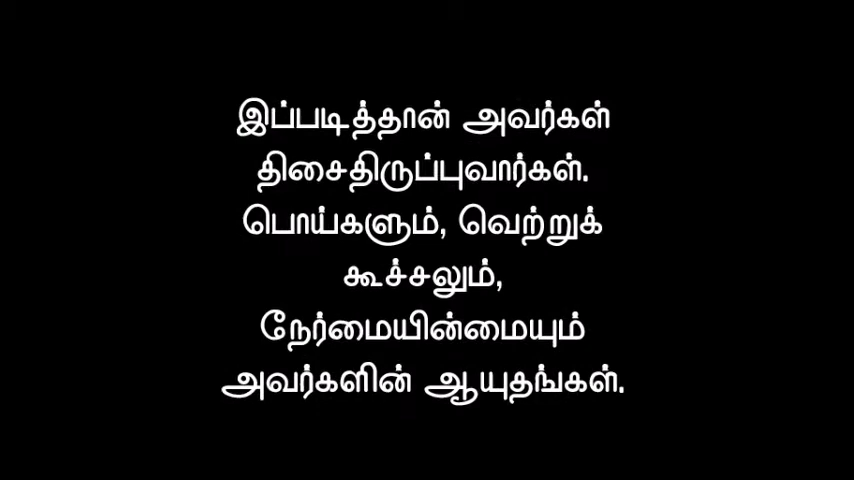 இப்படித்தான் அவர்கள்
திசைதிருப்புவார்கள்.
பொய்களும், வெற்றுக்
கூச்சலும்,
நேர்மையின்மையும்
அவர்களின் ஆயுதங்கள்.